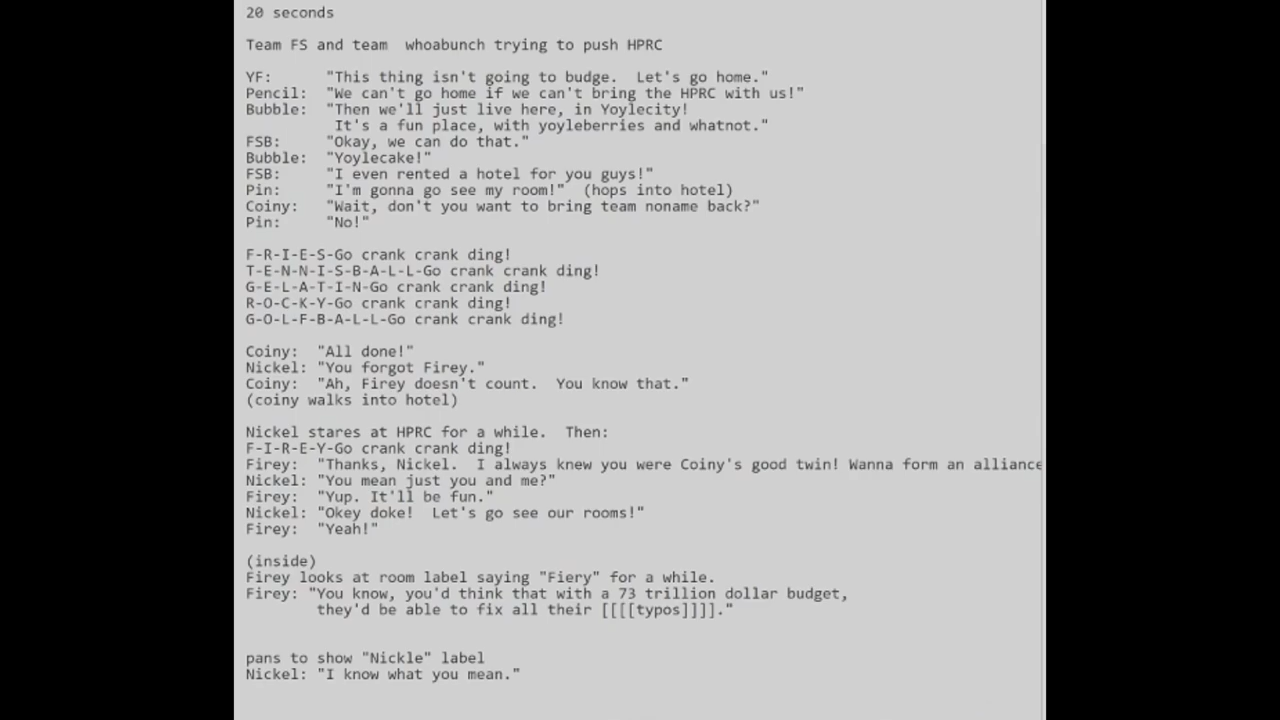 20 seconds
Team FS and team  whoabunch trying to push HPRC
YF:      "This thing isn't going to budge.  Let's go home."
Pencil:  "We can't go home if we can't bring the HPRC with us!"
Bubble:  "Then we'll just live here, in Yoylecity!
          It's a fun place, with yoyleberries and whatnot."
FSB:     "Okay, we can do that."
Bubble:  "Yoylecake!"
FSB:     "I even rented a hotel for you guys!"
Pin:     "I'm gonna go see my room!"  (hops into hotel)
Coiny:   "Wait, don't you want to bring team noname back?"
Pin:     "No!"
F-R-I-E-S-Go crank crank ding!
T-E-N-N-I-S-B-A-L-L-Go crank crank ding!
G-E-L-A-T-I-N-Go crank crank ding!
R-O-C-K-Y-Go crank crank ding!
G-O-L-F-B-A-L-L-Go crank crank ding!
Coiny:  "All done!"
Nickel: "You forgot Firey."
Coiny:  "Ah, Firey doesn't count.  You know that."
(coiny walks into hotel)
Nickel stares at HPRC for a while.  Then:
F-I-R-E-Y-Go crank crank ding!
Firey:  "Thanks, Nickel.  I always knew you were Coiny's good twin! Wanna form an alliance
Nickel: "You mean just you and me?"
Firey:  "Yup. It'll be fun."
Nickel: "Okey doke!  Let's go see our rooms!"
Firey:  "Yeah!"
(inside)
Firey looks at room label saying "Fiery" for a while.
Firey: "You know, you'd think that with a 73 trillion dollar budget,
        they'd be able to fix all their [[[[typos]]]]."
pans to show "Nickle" label
Nickel: "I know what you mean."